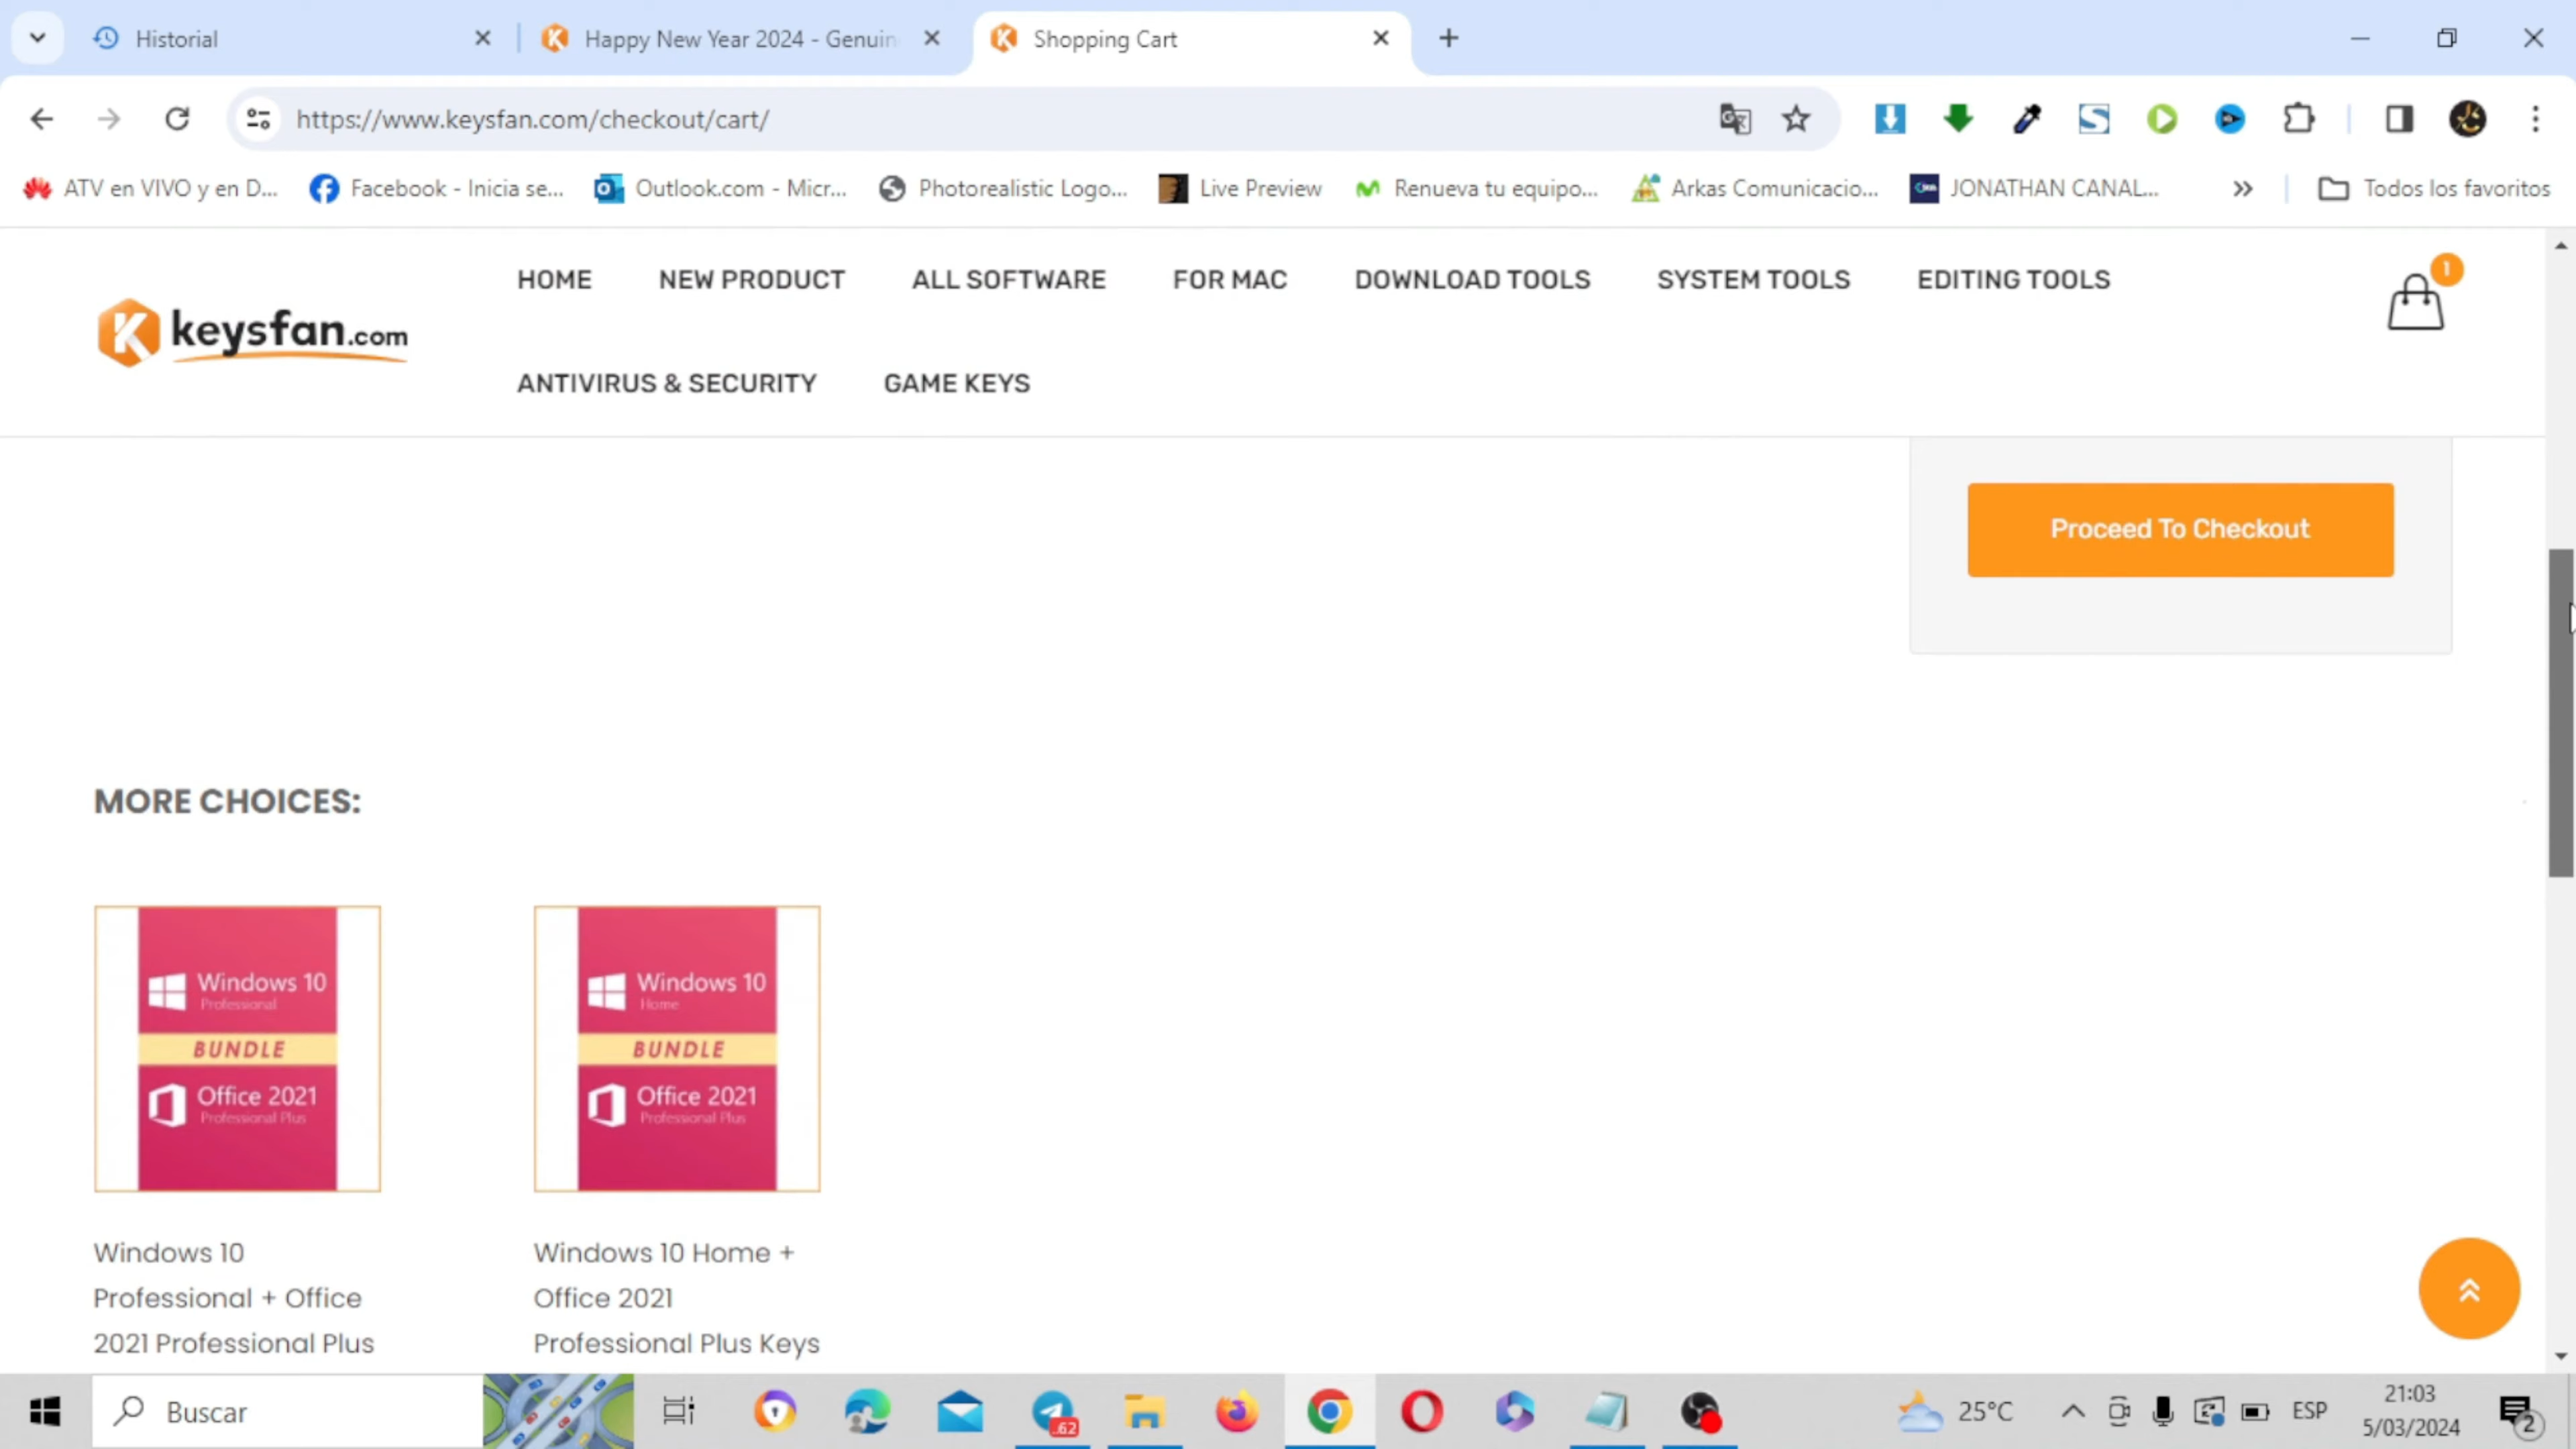 Historial
Happy New Year 2024 - Genuin
Shopping Cart
https://www.keysfan.com/checkout/cart/
ATV en VIVO y en D...
Facebook - Inicia se...
Outlook.com - Micr...
Photorealistic Logo...
Live Preview
Renueva tu equipo...
Arkas Comunicacio...
JONATHAN CANAL...
Todos los favoritos
keysfan.com
HOME
NEW PRODUCT
ALL SOFTWARE
FOR MAC
DOWNLOAD TOOLS
SYSTEM TOOLS
EDITING TOOLS
1
ANTIVIRUS & SECURITY
GAME KEYS
Proceed To Checkout
MORE CHOICES:
Windows 10
Professional
BUNDLE
Office 2021
Professional Plus
Windows 10
Home
BUNDLE
Office 2021
Professional Plus
Windows 10
Professional + Office
2021 Professional Plus
Windows 10 Home +
Office 2021
Professional Plus Keys
Buscar
..62
25°C
ESP
21:03
5/03/2024
2